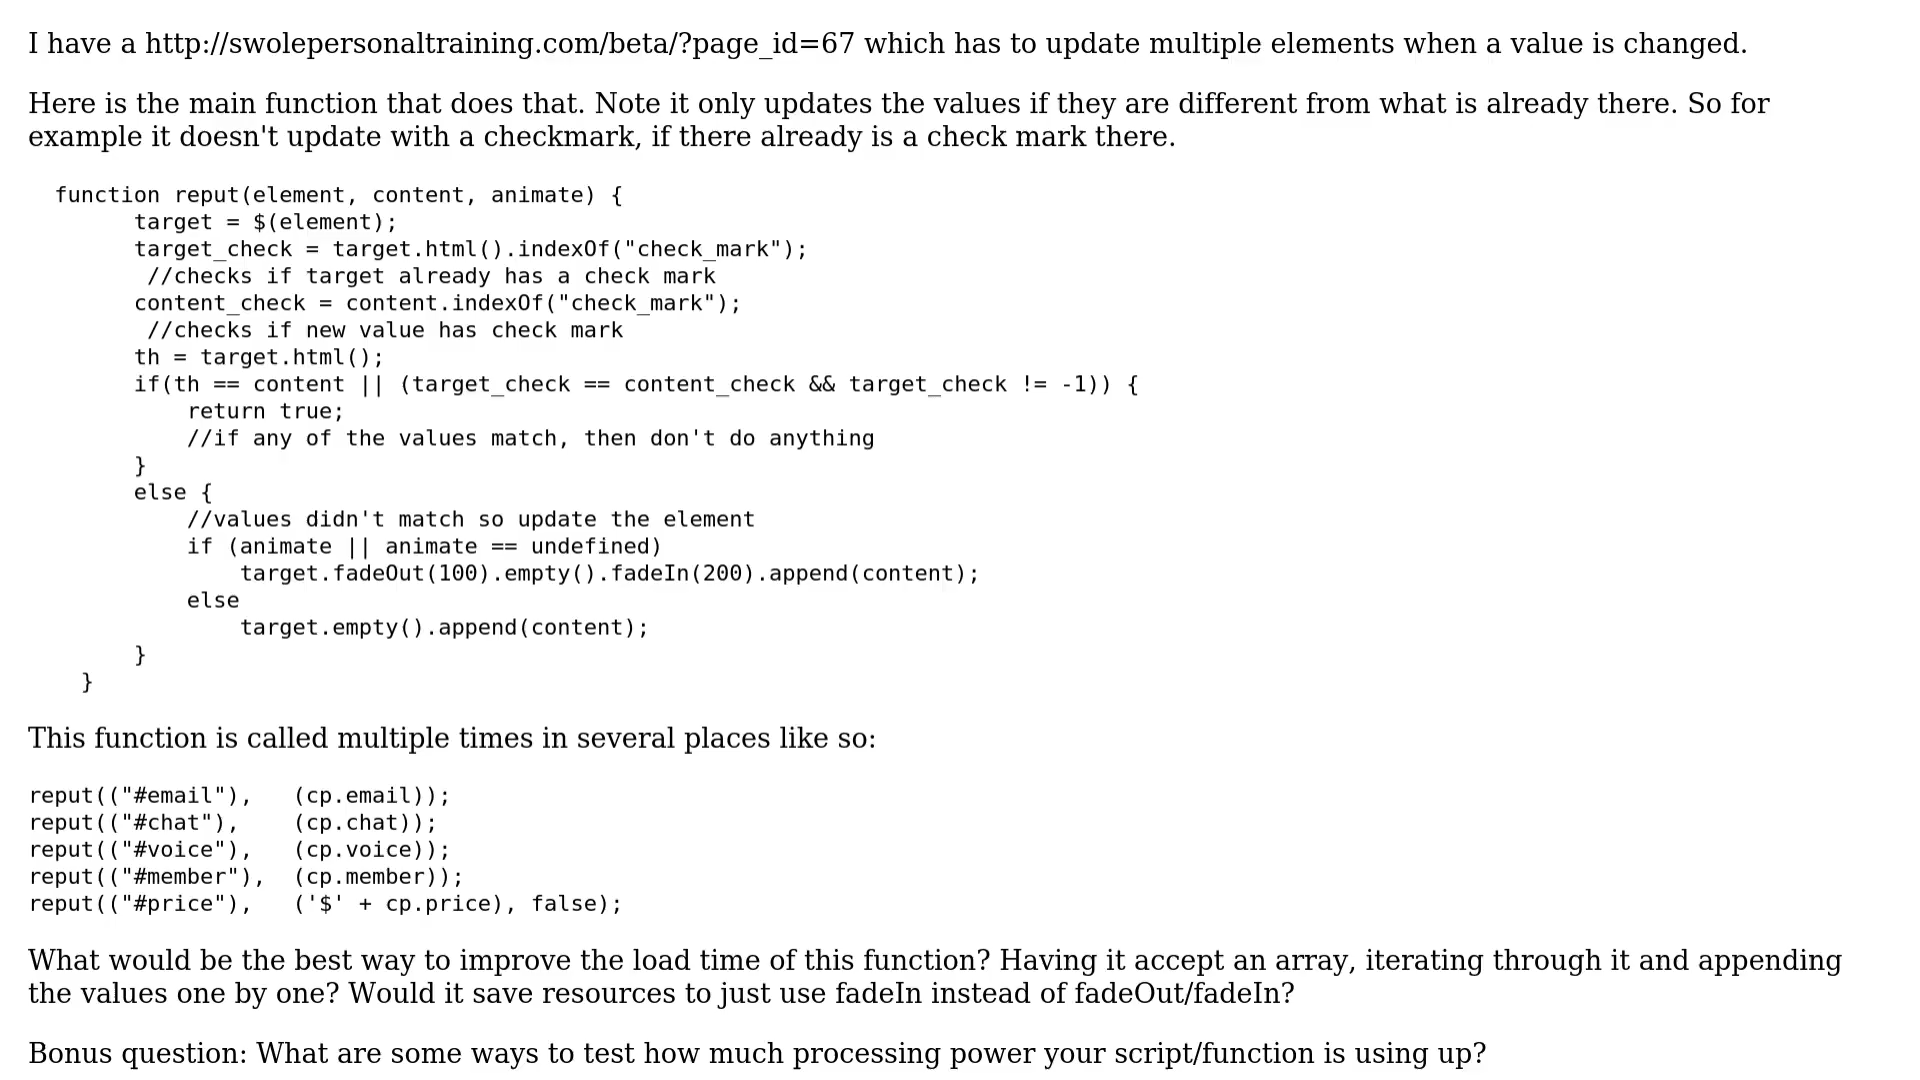 I have a http://swolepersonaltraining.com/beta/?page_id=67 which has to update multiple elements when a value is changed.
Here is the main function that does that. Note it only updates the values if they are different from what is already there. So for
example it doesn't update with a checkmark, if there already is a check mark there.
function reput(element, content, animate) {
target = $(element);
target_check = target.html().indexOf("check_mark");
//checks if target already has a check mark
content_check = content.indexOf("check_mark");
//checks if new value has check mark
th = target.html();
if(th == content || (target_check == content_check && target_check != -1)) {
return true;
//if any of the values match, then don't do anything
}
else {
//values didn't match so update the element
if (animate || animate == undefined)
target.fadeOut(100).empty().fadeIn(200).append(content);
else
target.empty().append(content);
}
}
This function is called multiple times in several places like so:
reput(("#email"),   (cp.email));
reput(("#chat"),    (cp.chat));
reput(("#voice"),   (cp.voice));
reput(("#member"),  (cp.member));
reput(("#price"),   ('$' + cp.price), false);
What would be the best way to improve the load time of this function? Having it accept an array, iterating through it and appending
the values one by one? Would it save resources to just use fadeIn instead of fadeOut/fadeIn?
Bonus question: What are some ways to test how much processing power your script/function is using up?